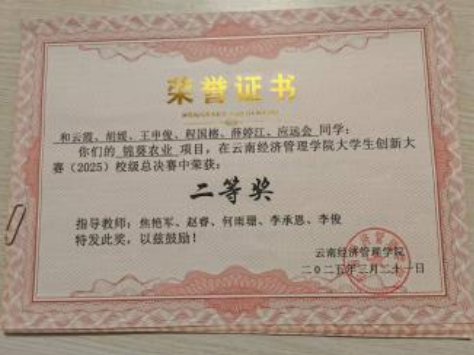 荣誉证书
和云霞、胡媛、王申俊、程国榕、薛婷江、应远会 同学：
你们的 锦葵农业 项目，在云南经济管理学院大学生创新大
赛（2025）校级总决赛中荣获：
二等奖
指导教师：焦艳军、赵睿、何雨珊、李承恩、李俊
特发此奖，以兹鼓励！
云南经济管理学院
二〇二五年三月二十一日